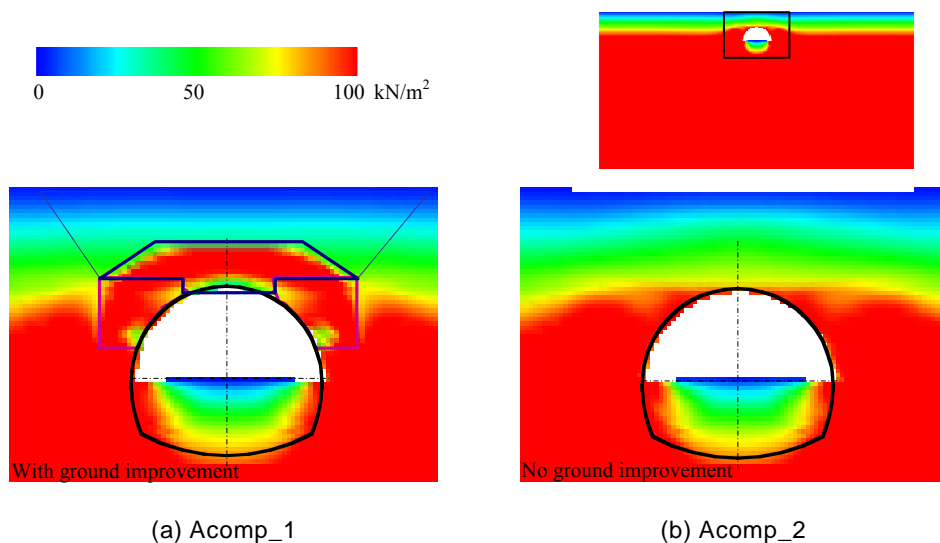 0 50 100 kN/m²
With ground improvement
No ground improvement
(a) Acomp_1
(b) Acomp_2